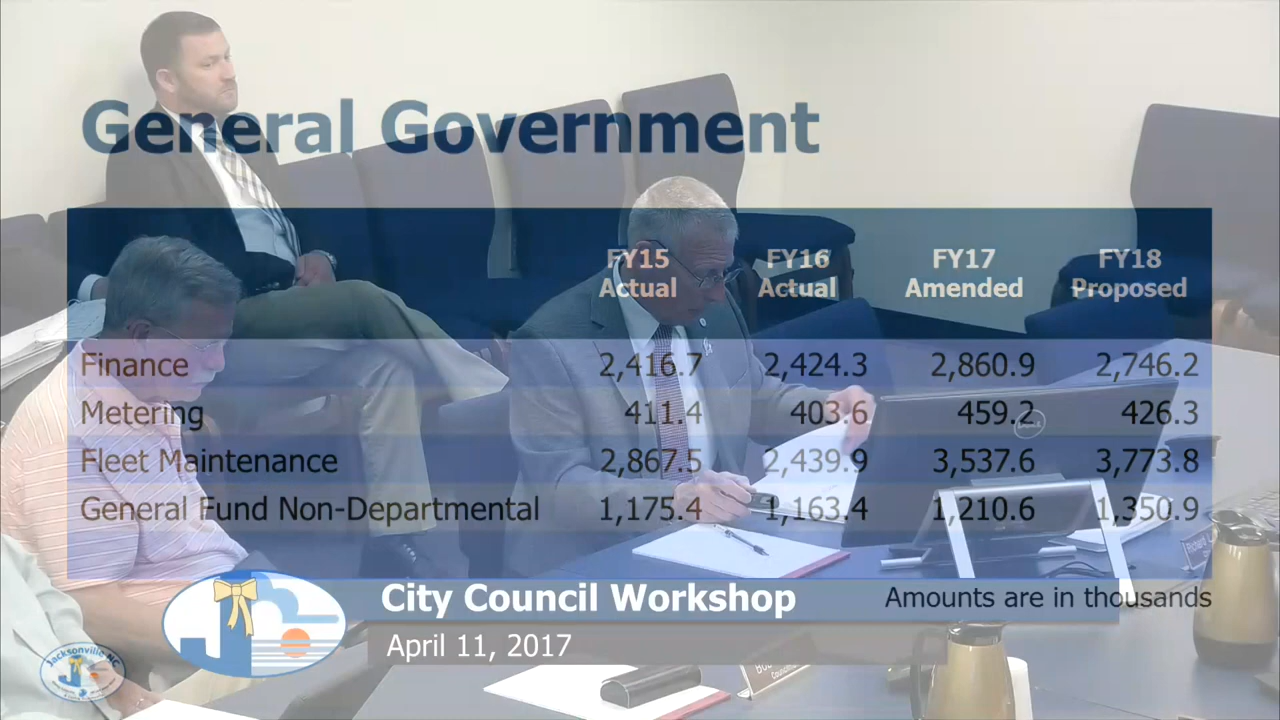 General Government
FY15 FY16 FY17 FY18
Actual Actual Amended Proposed
Finance 2,416.7 2,424.3 2,860.9 2,746.2
Metering 411.4 403.6 459.2 426.3
Fleet Maintenance 2,867.5 2,439.9 3,537.6 3,773.8
General Fund Non-Departmental 1,175.4 1,163.4 1,210.6 1,350.9
City Council Workshop
Amounts are in thousands
April 11, 2017
Jacksonville NC